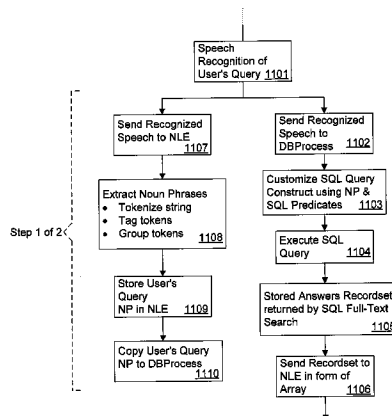 Speech
Recognition of
User's Query 1101
Send Recognized
Speech to NLE
1107
Send Recognized
Speech to
DBProcess 1102
Extract Noun Phrases
• Tokenize string
• Tag tokens
• Group tokens
1108
Customize SQL Query
Construct using NP &
SQL Predicates
1103
Step 1 of 2
Execute SQL
Query 1104
Store User's
Query
NP in NLE 1109
Stored Answers Recordset
returned by SQL Full-Text
Search
1105
Copy User's Query
NP to DBProcess
1110
Send Recordset to
NLE in form of
Array 1106